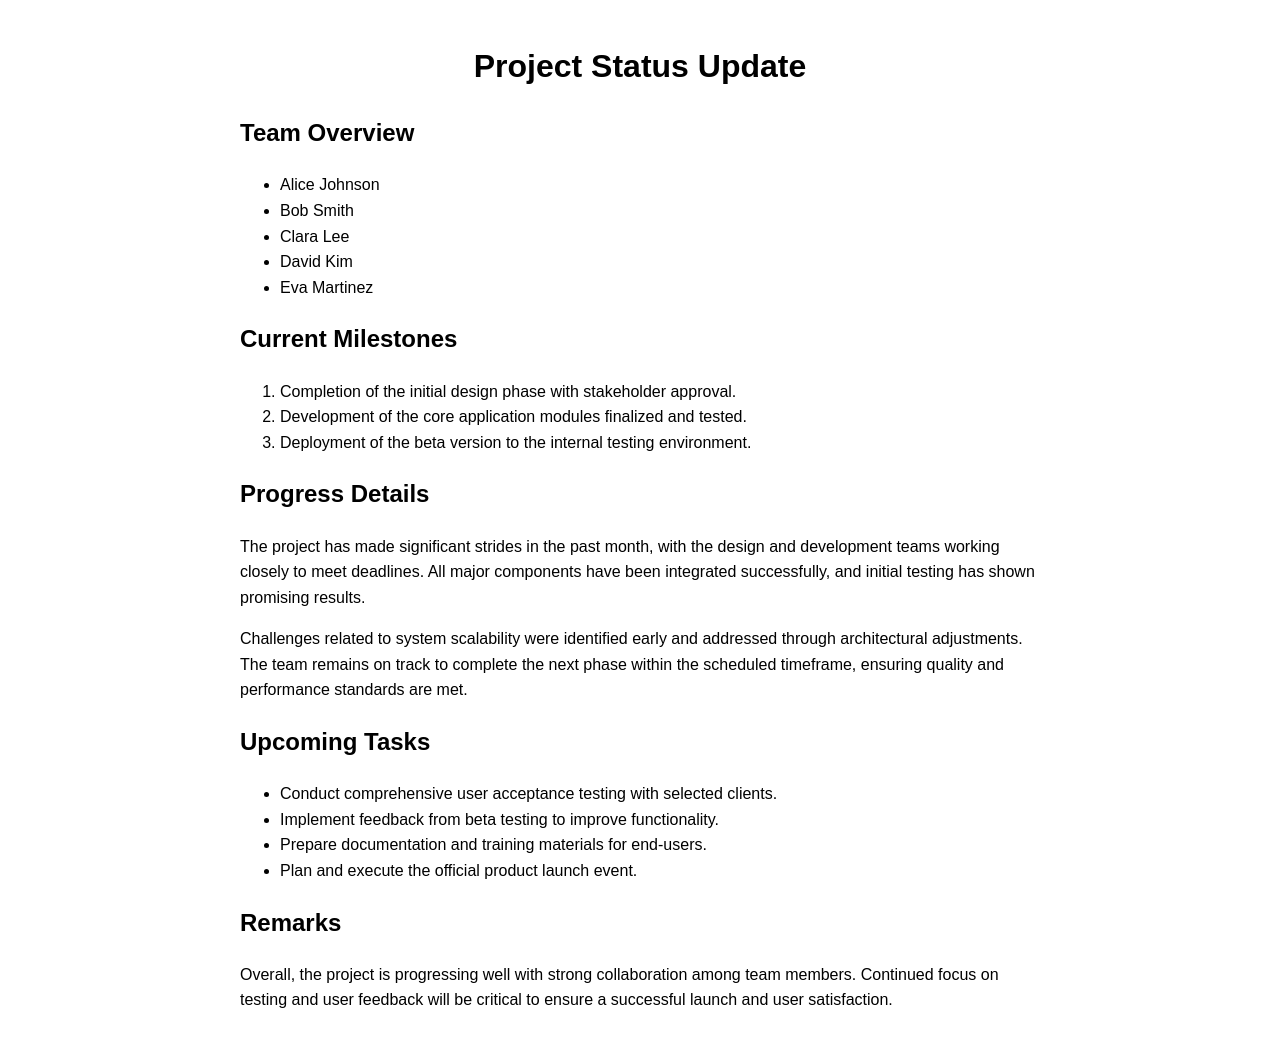 Project Status Update
Team Overview
• Alice Johnson
• Bob Smith
• Clara Lee
• David Kim
• Eva Martinez
Current Milestones
1. Completion of the initial design phase with stakeholder approval.
2. Development of the core application modules finalized and tested.
3. Deployment of the beta version to the internal testing environment.
Progress Details
The project has made significant strides in the past month, with the design and development teams working
closely to meet deadlines. All major components have been integrated successfully, and initial testing has shown
promising results.
Challenges related to system scalability were identified early and addressed through architectural adjustments.
The team remains on track to complete the next phase within the scheduled timeframe, ensuring quality and
performance standards are met.
Upcoming Tasks
• Conduct comprehensive user acceptance testing with selected clients.
• Implement feedback from beta testing to improve functionality.
• Prepare documentation and training materials for end-users.
• Plan and execute the official product launch event.
Remarks
Overall, the project is progressing well with strong collaboration among team members. Continued focus on
testing and user feedback will be critical to ensure a successful launch and user satisfaction.